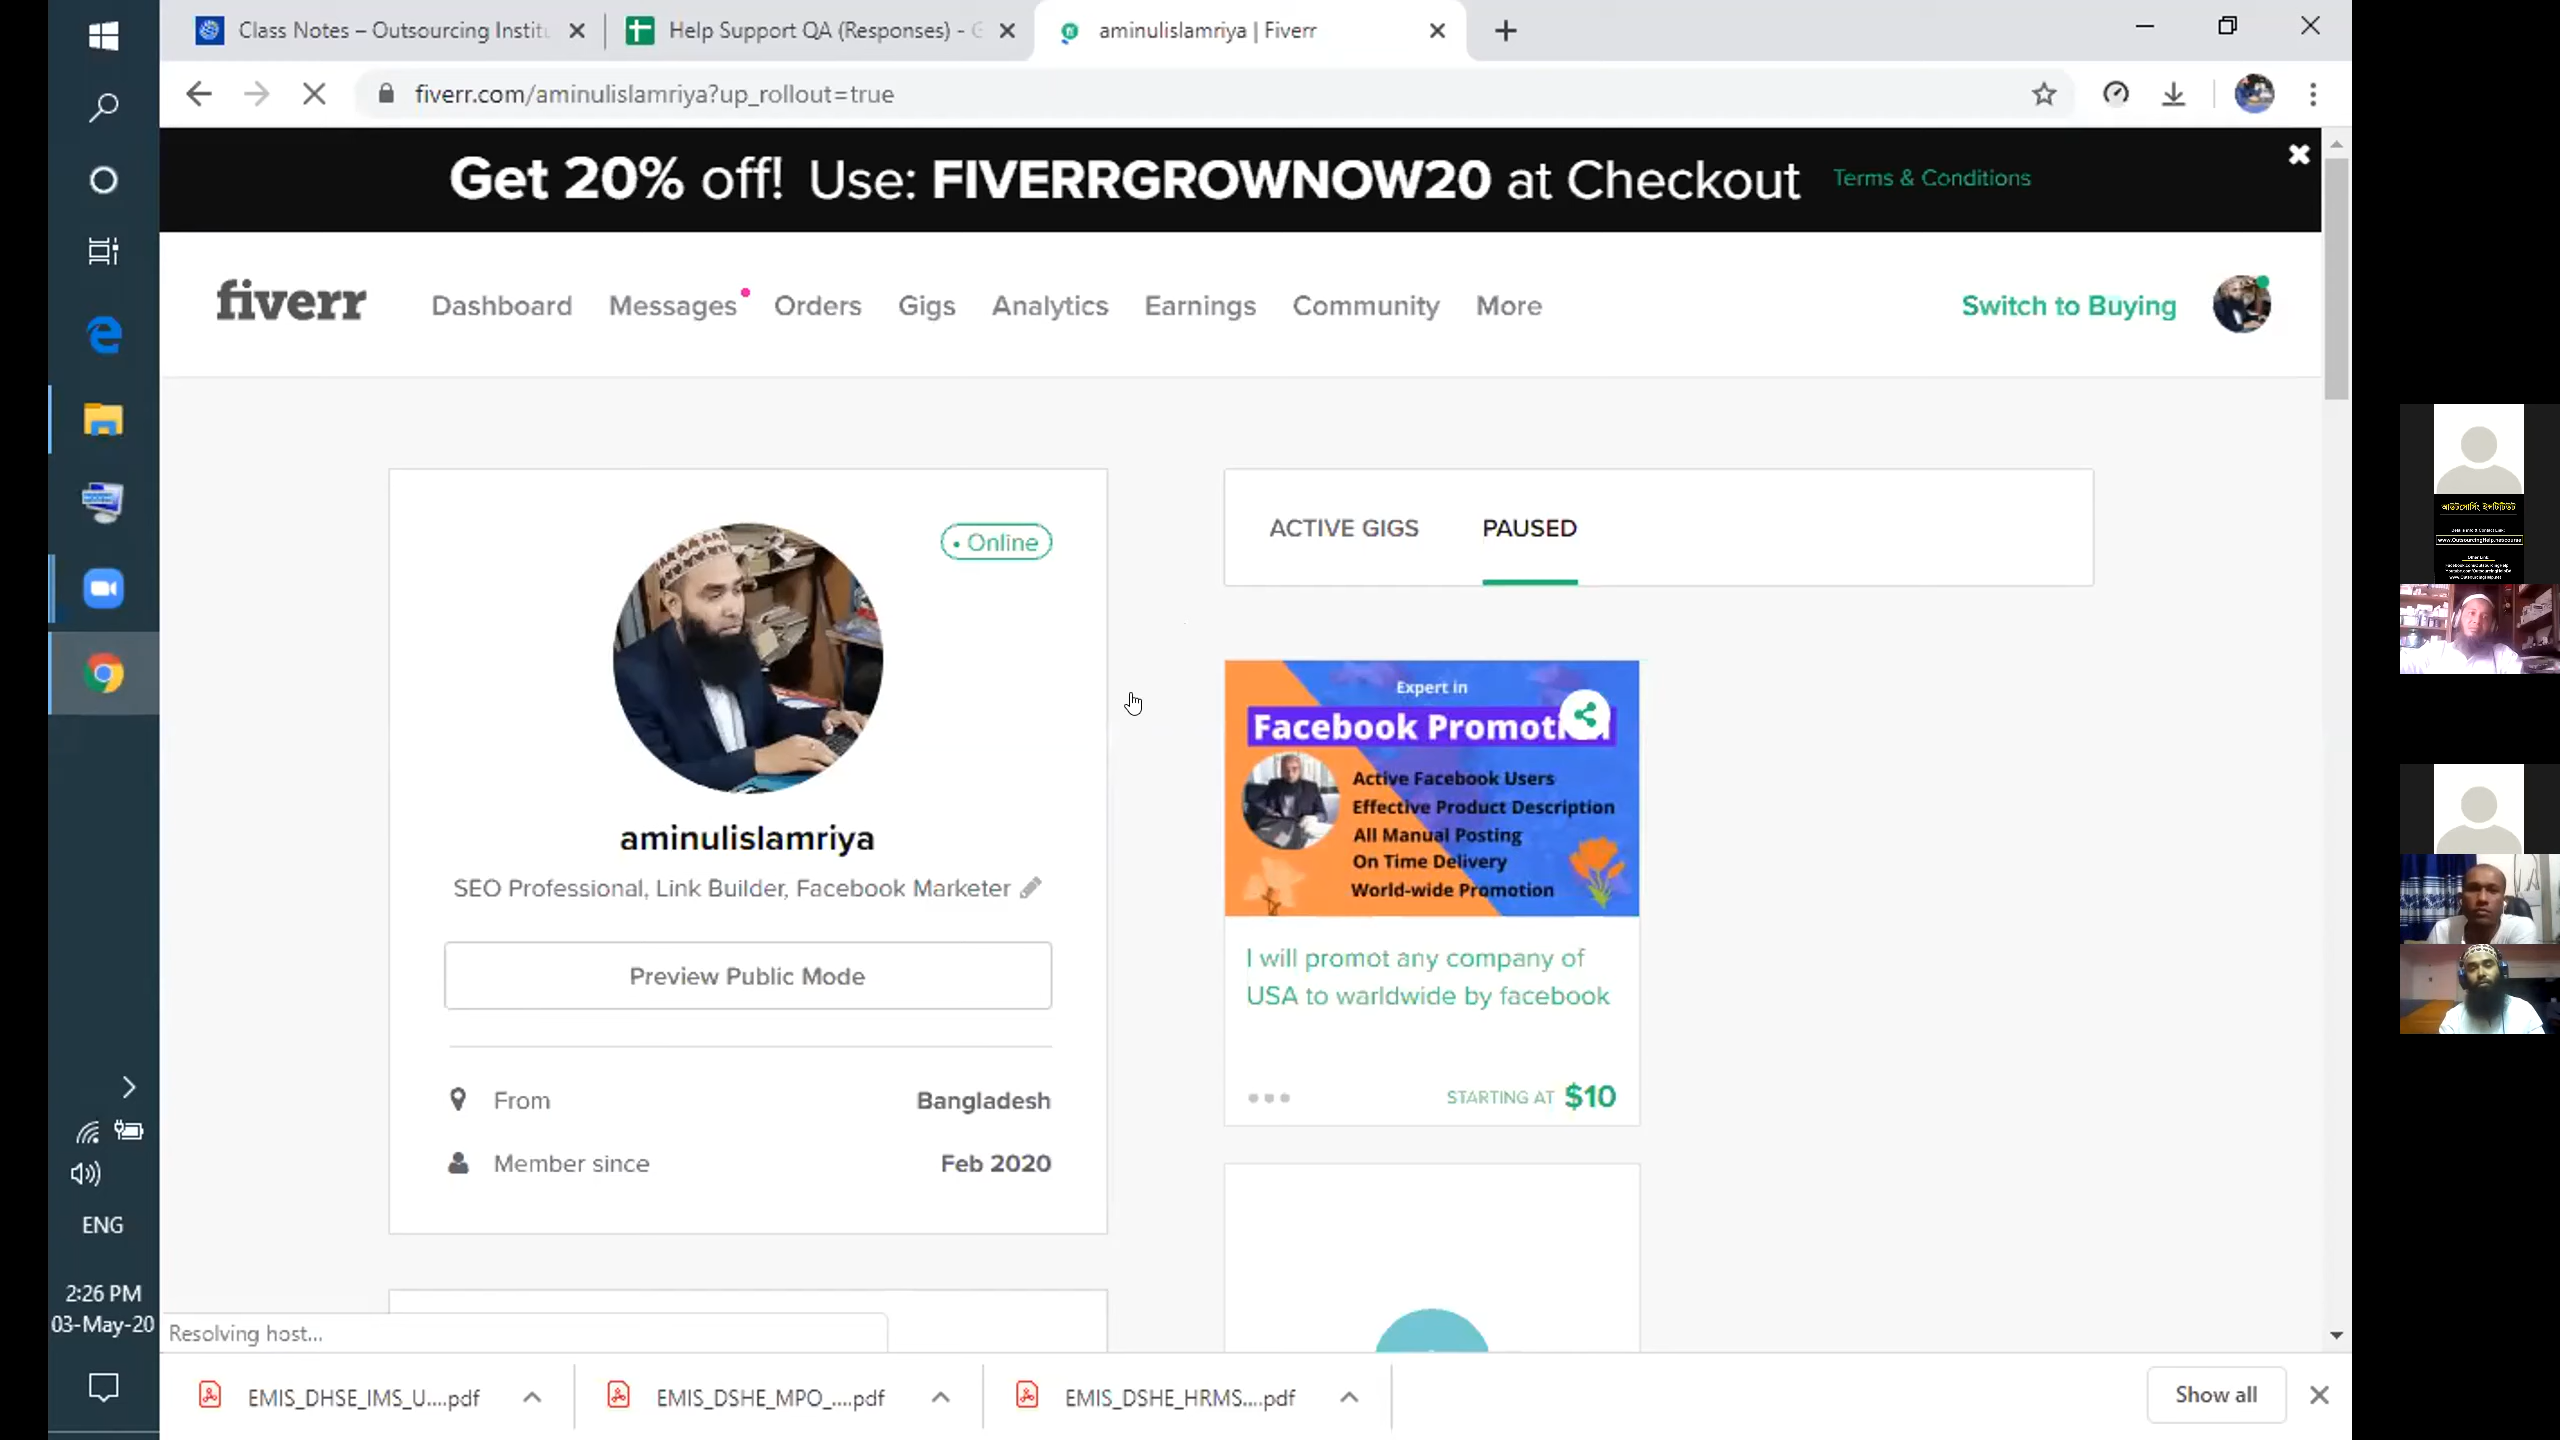 Class Notes – Outsourcing Institu
Help Support QA (Responses) - G
aminulislamriya | Fiverr
fiverr.com/aminulislamriya?up_rollout=true
Get 20% off! Use: FIVERRGROWNOW20 at Checkout Terms & Conditions
fiverr
Dashboard Messages Orders Gigs Analytics Earnings Community More
Switch to Buying
• Online
aminulislamriya
SEO Professional, Link Builder, Facebook Marketer
Preview Public Mode
From Bangladesh
Member since Feb 2020
ACTIVE GIGS PAUSED
Expert in
Facebook Promoti
Active Facebook Users
Effective Product Description
All Manual Posting
On Time Delivery
World-wide Promotion
I will promot any company of
USA to warldwide by facebook
STARTING AT $10
আউটসোর্সিং ইন্সটিটিউট
ENG
2:26 PM
03-May-20
Resolving host...
EMIS_DHSE_IMS_U....pdf
EMIS_DSHE_MPO_....pdf
EMIS_DSHE_HRMS....pdf
Show all